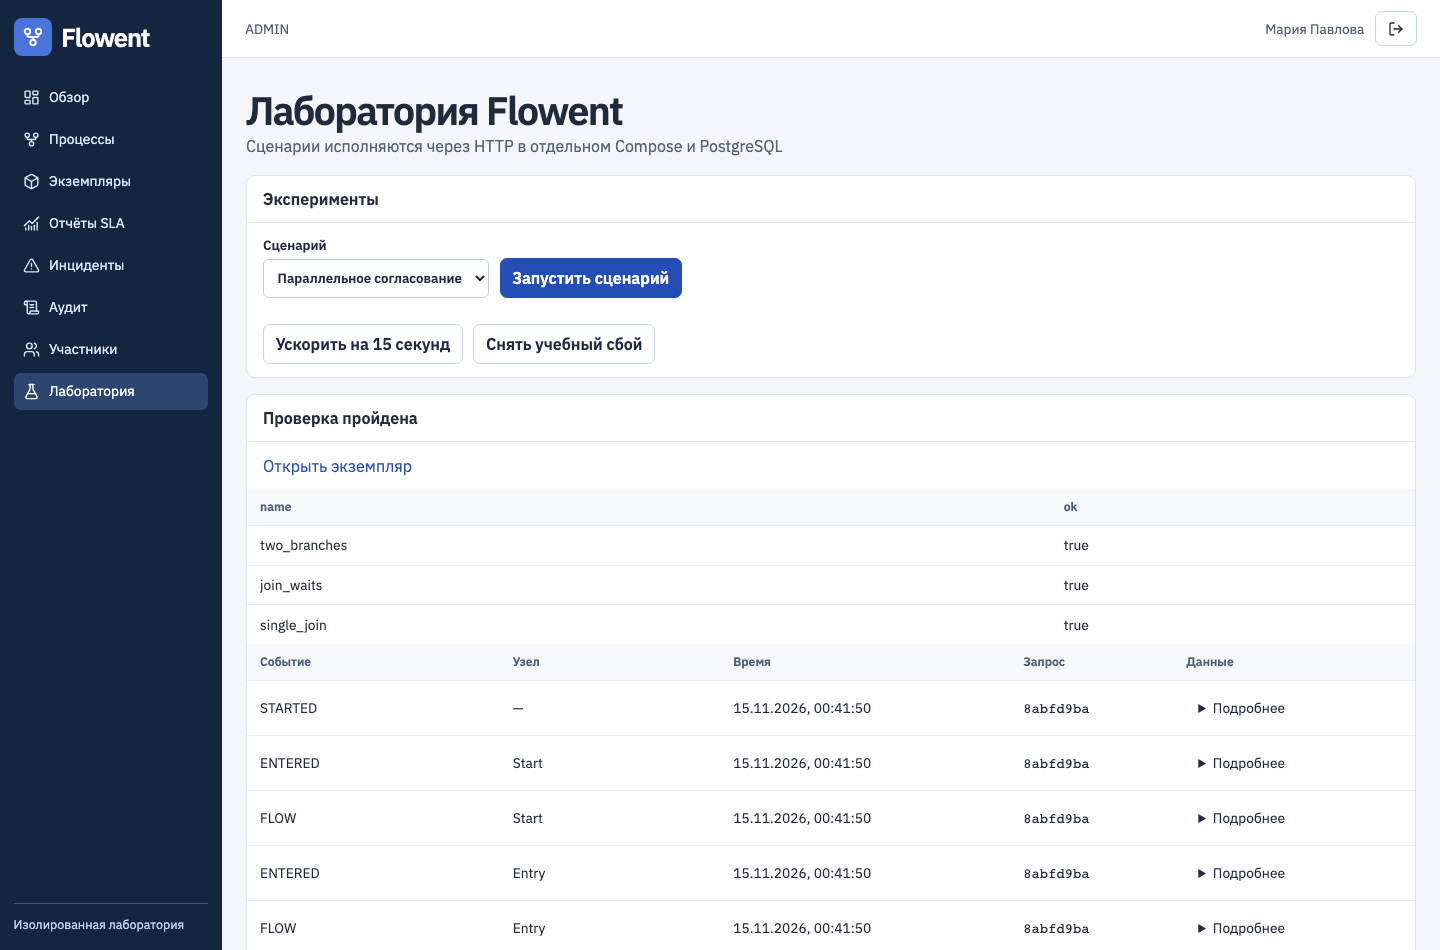 Flowent
Обзор
Процессы
Экземпляры
Отчёты SLA
Инциденты
Аудит
Участники
Лаборатория
Изолированная лаборатория
ADMIN
Мария Павлова
Лаборатория Flowent
Сценарии исполняются через HTTP в отдельном Compose и PostgreSQL
Эксперименты
Сценарий
Параллельное согласование
Запустить сценарий
Ускорить на 15 секунд
Снять учебный сбой
Проверка пройдена
Открыть экземпляр
name ok
two_branches true
join_waits true
single_join true
Событие Узел Время Запрос Данные
STARTED — 15.11.2026, 00:41:50 8abfd9ba Подробнее
ENTERED Start 15.11.2026, 00:41:50 8abfd9ba Подробнее
FLOW Start 15.11.2026, 00:41:50 8abfd9ba Подробнее
ENTERED Entry 15.11.2026, 00:41:50 8abfd9ba Подробнее
FLOW Entry 15.11.2026, 00:41:50 8abfd9ba Подробнее